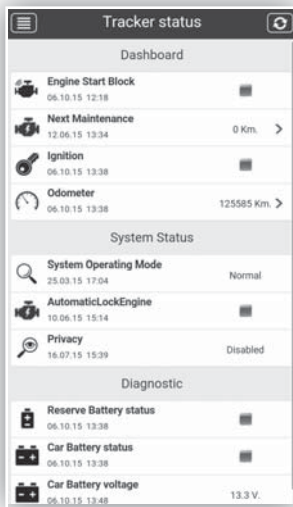 Tracker status
Dashboard
Engine Start Block
06.10.15 12:18
Next Maintenance
12.06.15 13:34
0 Km.
Ignition
06.10.15 13:38
Odometer
06.10.15 13:38
125585 Km.
System Status
System Operating Mode
25.03.15 17:04
Normal
AutomaticLockEngine
10.06.15 15:14
Privacy
16.07.15 15:39
Disabled
Diagnostic
Reserve Battery status
06.10.15 13:38
Car Battery status
06.10.15 13:38
Car Battery voltage
06.10.15 13:48
13.3 V.